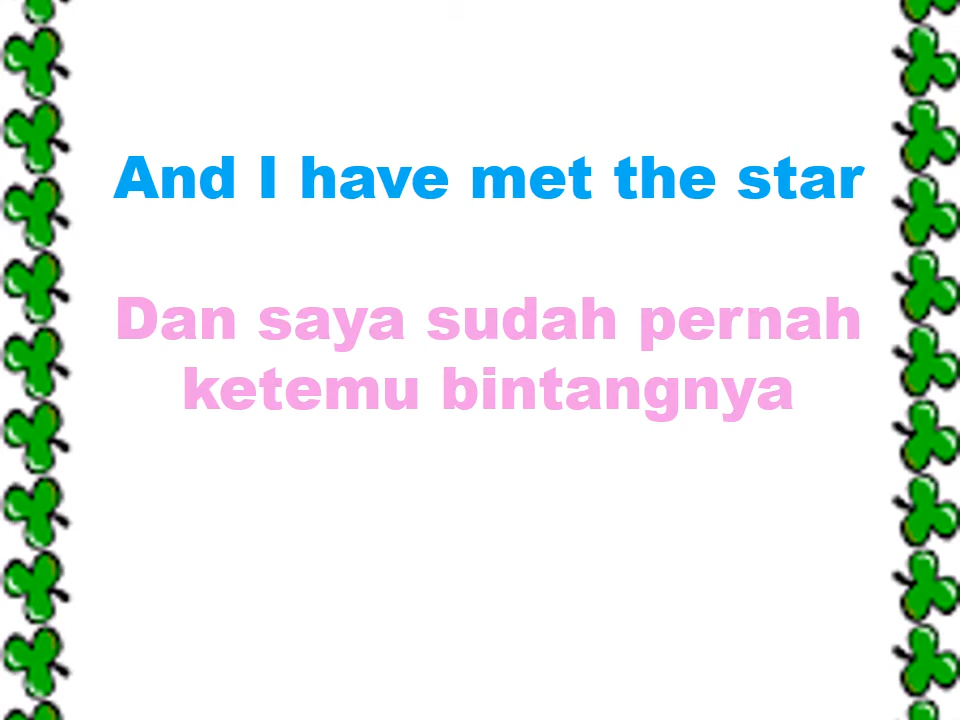 And I have met the star
Dan saya sudah pernah
ketemu bintangnya